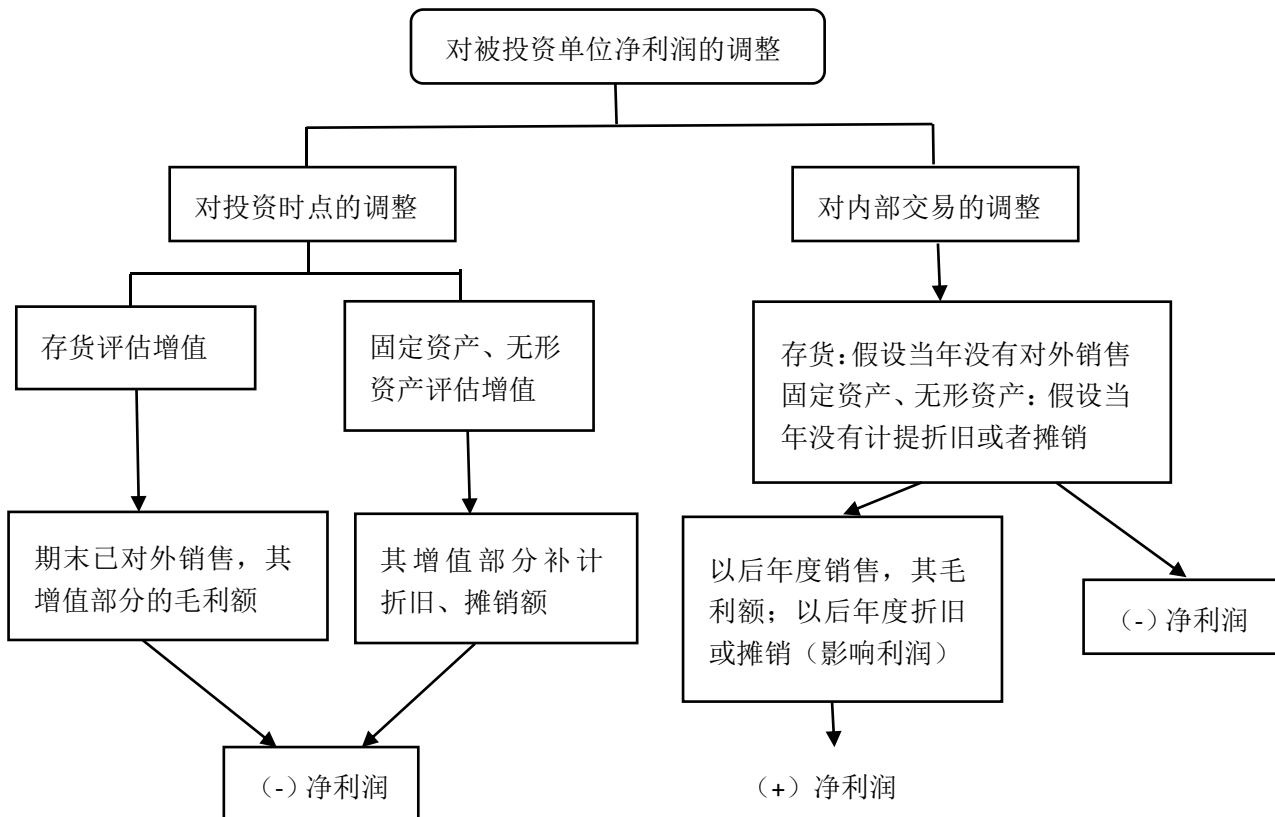 对被投资单位净利润的调整
对投资时点的调整
对内部交易的调整
存货评估增值
固定资产、无形
资产评估增值
存货：假设当年没有对外销售
固定资产、无形资产：假设当
年没有计提折旧或者摊销
期末已对外销售，其
增值部分的毛利额
其增值部分补计
折旧、摊销额
以后年度销售，其毛
利额；以后年度折旧
或摊销（影响利润）
（-）净利润
（-）净利润
（+）净利润